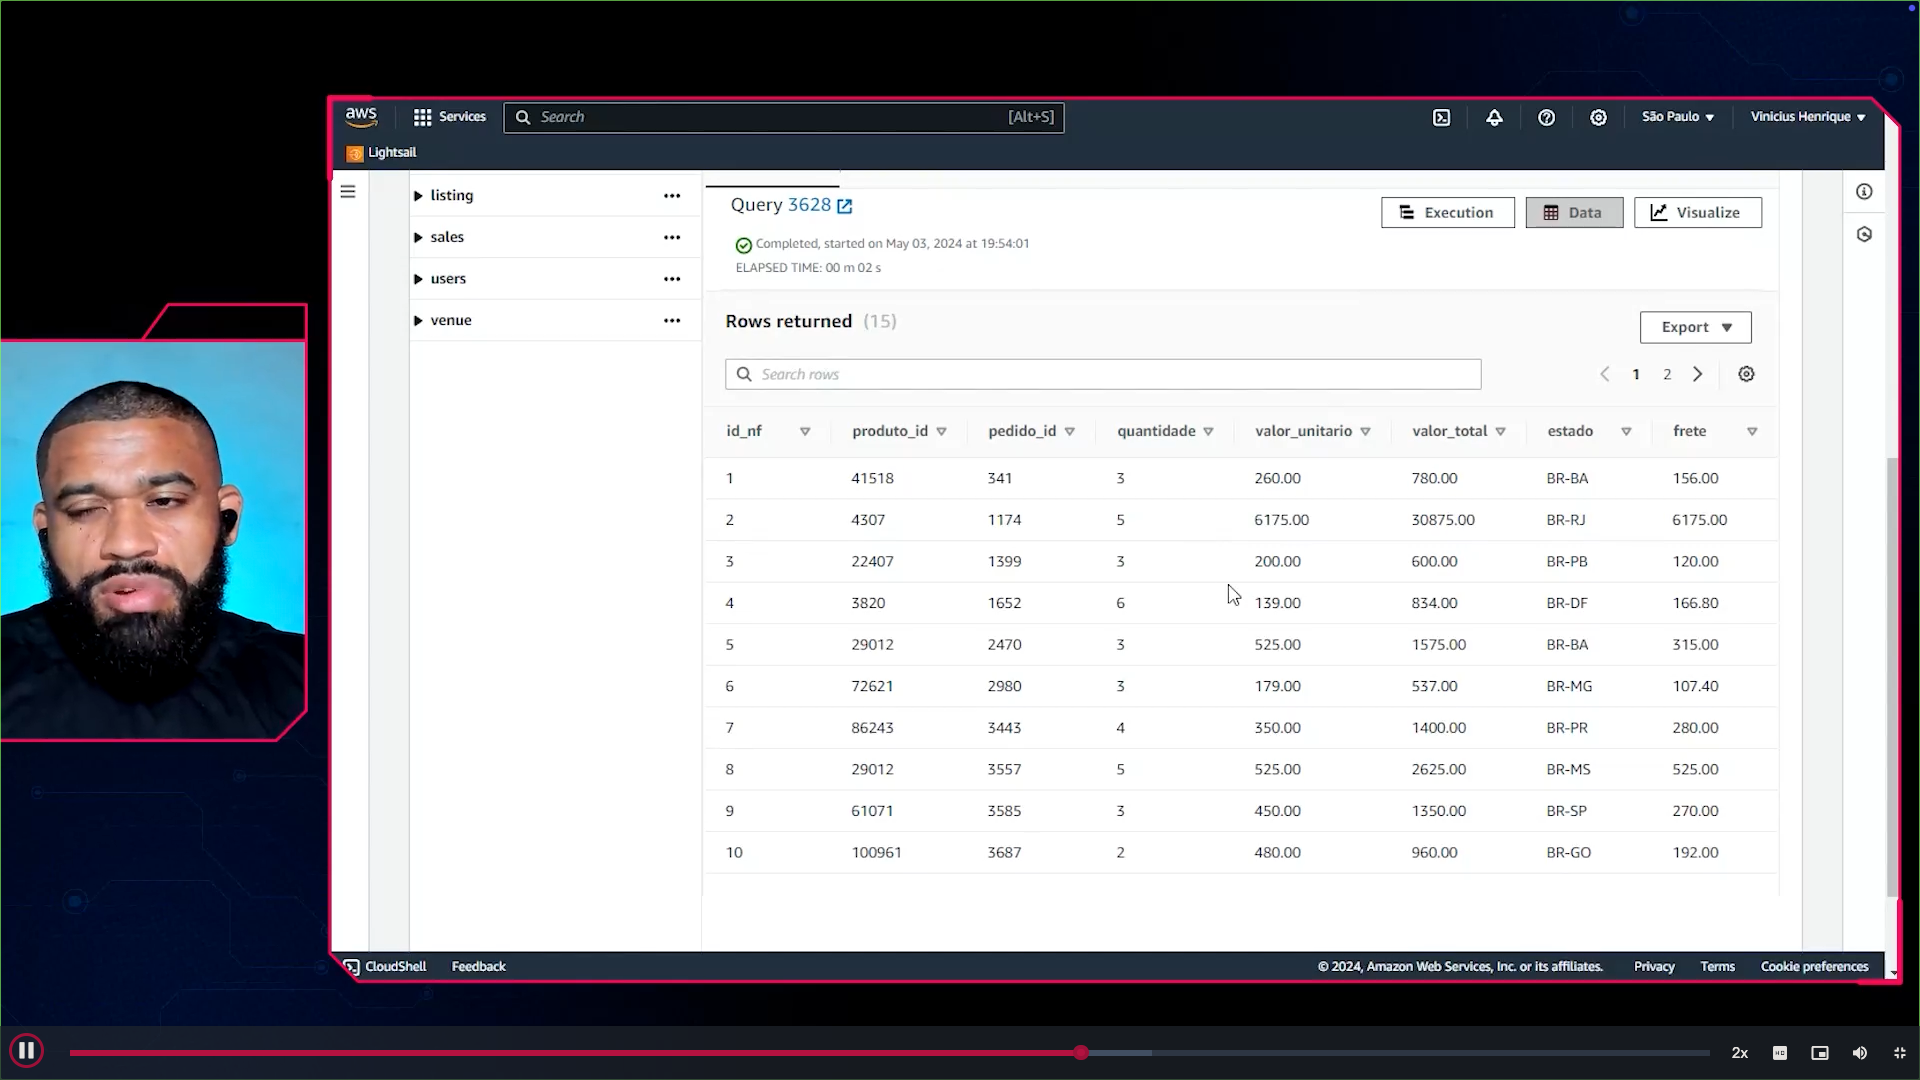 aws
Services
Search
[Alt+S]
São Paulo
Vinicius Henrique
Lightsail
listing
sales
users
venue
Query 3628
Execution
Data
Visualize
Completed, started on May 03, 2024 at 19:54:01
ELAPSED TIME: 00 m 02 s
Rows returned (15)
Export
Search rows
1 2
id_nf produto_id pedido_id quantidade valor_unitario valor_total estado frete
1 41518 341 3 260.00 780.00 BR-BA 156.00
2 4307 1174 5 6175.00 30875.00 BR-RJ 6175.00
3 22407 1399 3 200.00 600.00 BR-PB 120.00
4 3820 1652 6 139.00 834.00 BR-DF 166.80
5 29012 2470 3 525.00 1575.00 BR-BA 315.00
6 72621 2980 3 179.00 537.00 BR-MG 107.40
7 86243 3443 4 350.00 1400.00 BR-PR 280.00
8 29012 3557 5 525.00 2625.00 BR-MS 525.00
9 61071 3585 3 450.00 1350.00 BR-SP 270.00
10 100961 3687 2 480.00 960.00 BR-GO 192.00
CloudShell
Feedback
© 2024, Amazon Web Services, Inc. or its affiliates.
Privacy
Terms
Cookie preferences
2x
HD